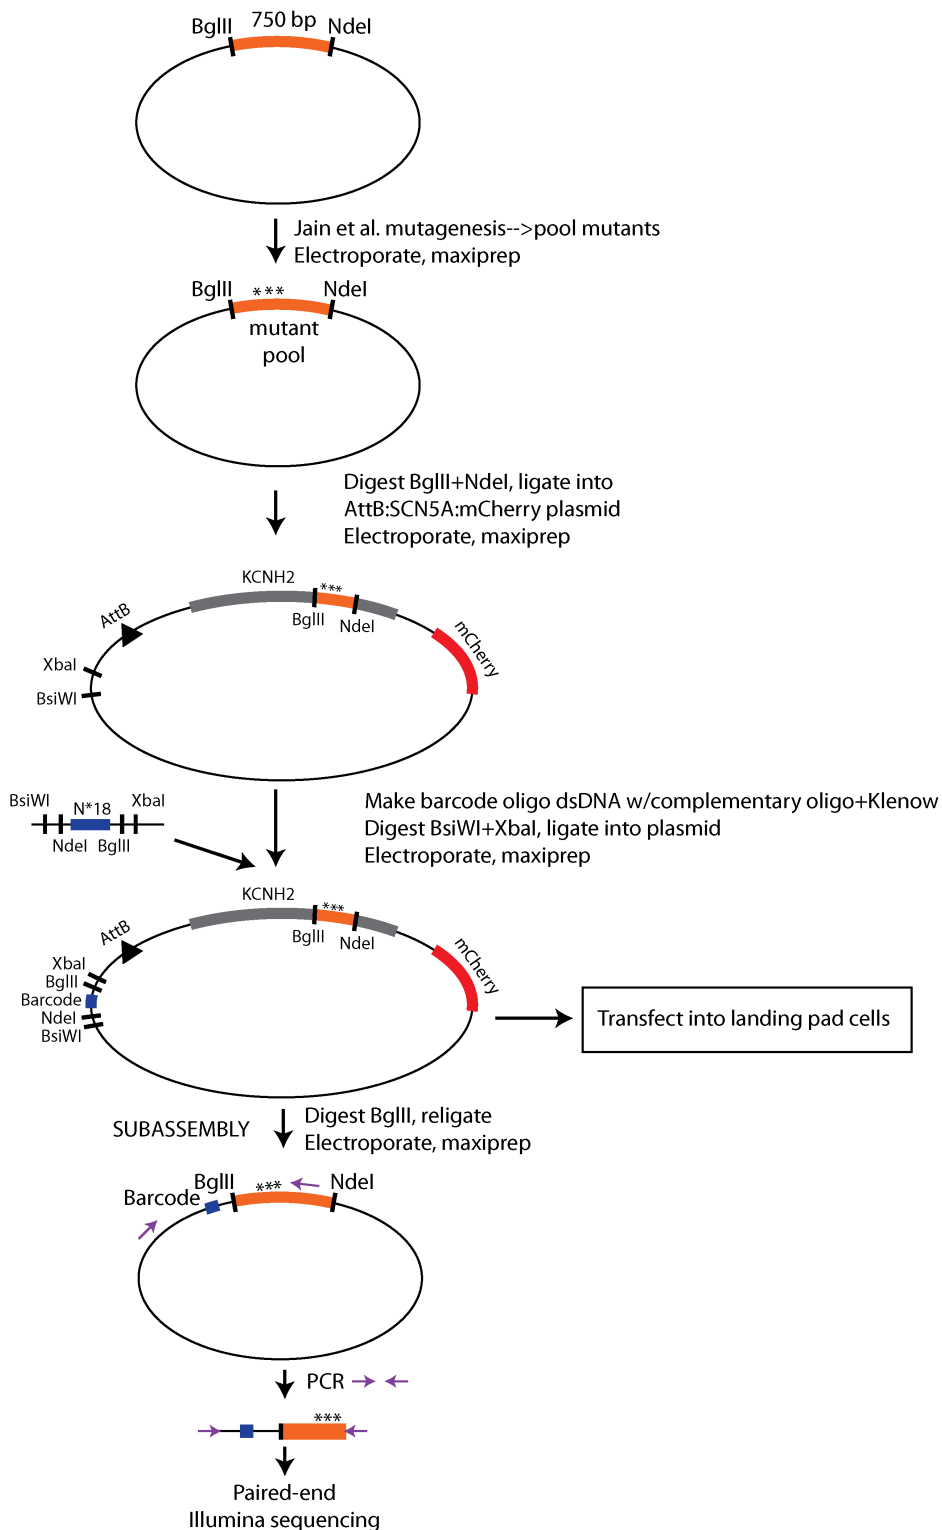 750 bp
BglII NdeI
Jain et al. mutagenesis-->pool mutants
Electroporate, maxiprep
BglII *** NdeI
mutant
pool
Digest BglII+NdeI, ligate into
AttB:SCN5A:mCherry plasmid
Electroporate, maxiprep
KCNH2
***
AttB
BglII
NdeI
mCherry
XbaI
BsiWI
BsiWI
N*18
XbaI
NdeI BglII
Make barcode oligo dsDNA w/complementary oligo+Klenow
Digest BsiWI+XbaI, ligate into plasmid
Electroporate, maxiprep
KCNH2
***
AttB
BglII
NdeI
mCherry
XbaI
BglII
Barcode
NdeI
BsiWI
Transfect into landing pad cells
SUBASSEMBLY
Digest BglII, religate
Electroporate, maxiprep
BglII *** NdeI
Barcode
PCR
***
Paired-end
Illumina sequencing